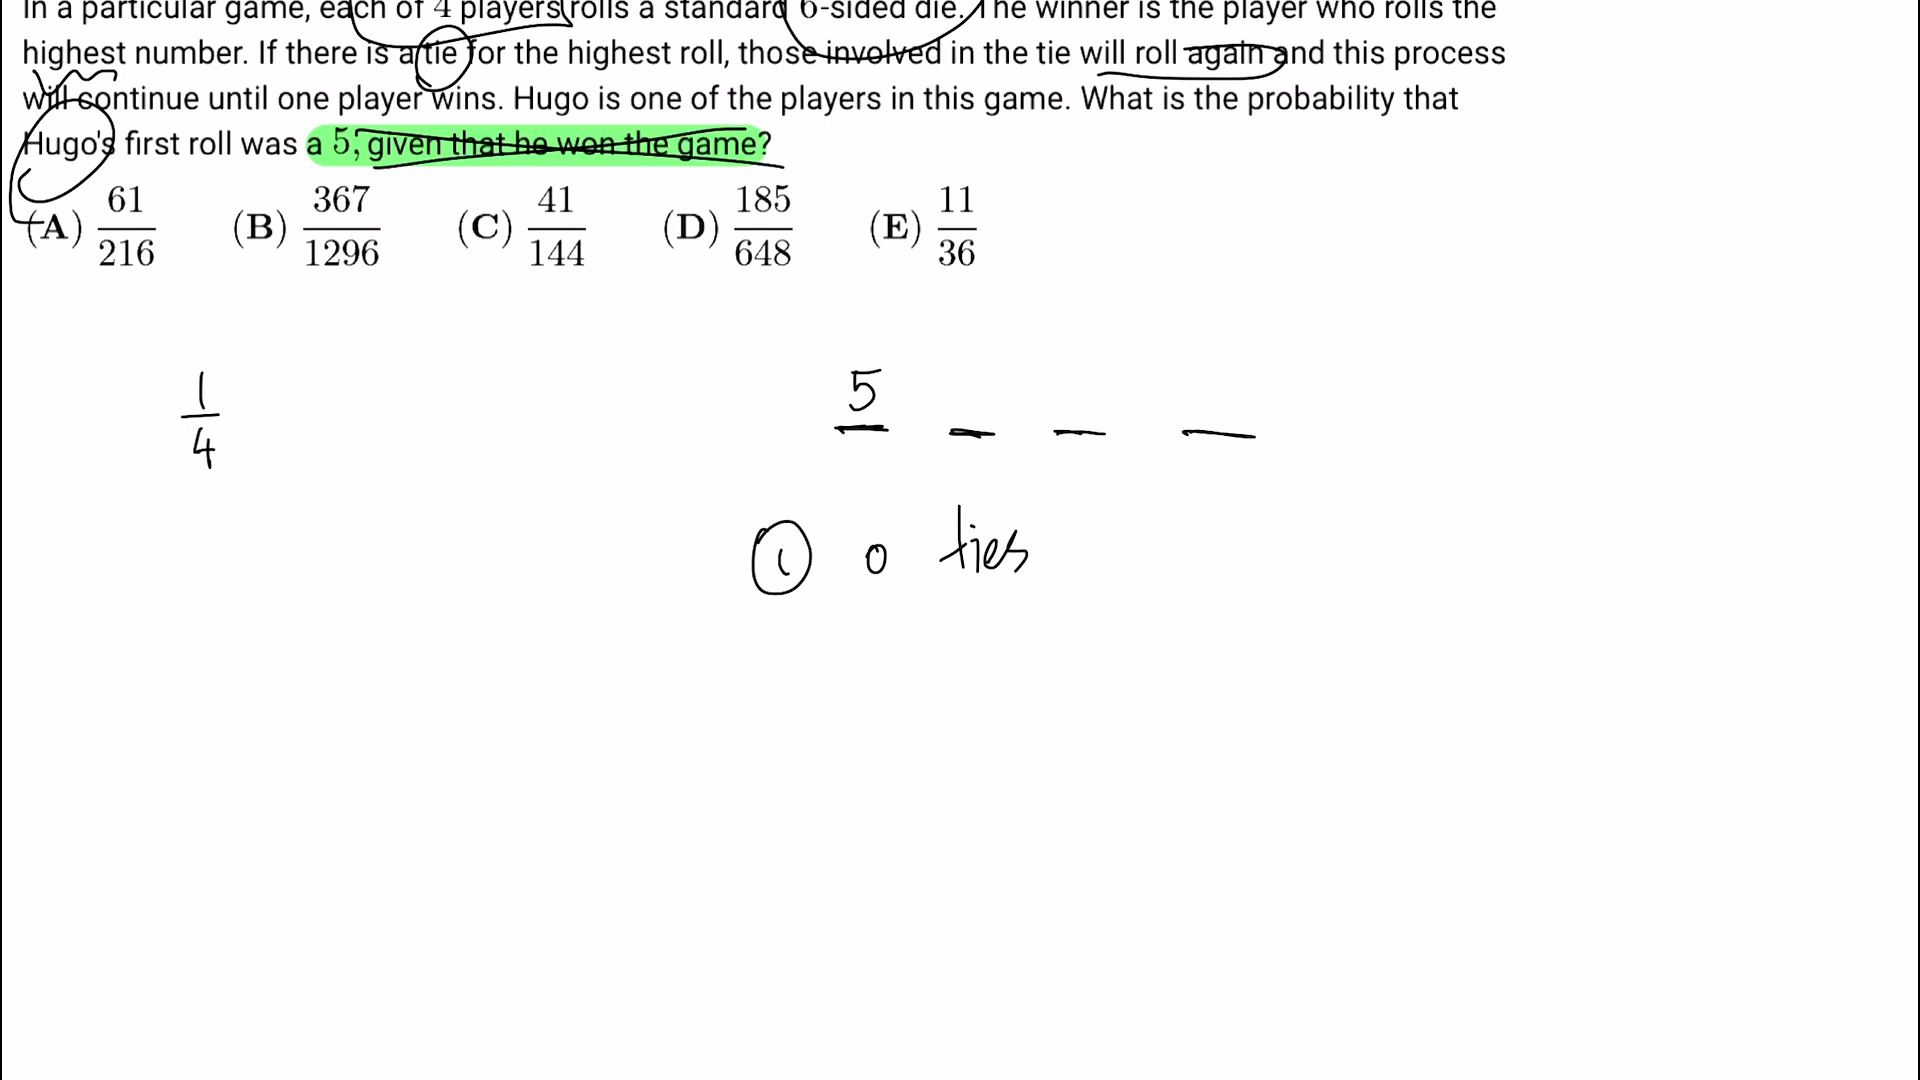 In a particular game, each of 4 players rolls a standard 6-sided die. The winner is the player who rolls the
highest number. If there is a tie for the highest roll, those involved in the tie will roll again and this process
will continue until one player wins. Hugo is one of the players in this game. What is the probability that
Hugo's first roll was a 5, given that he won the game?
(A) 61/216 (B) 367/1296 (C) 41/144 (D) 185/648 (E) 11/36
1/4
5
1 0 ties